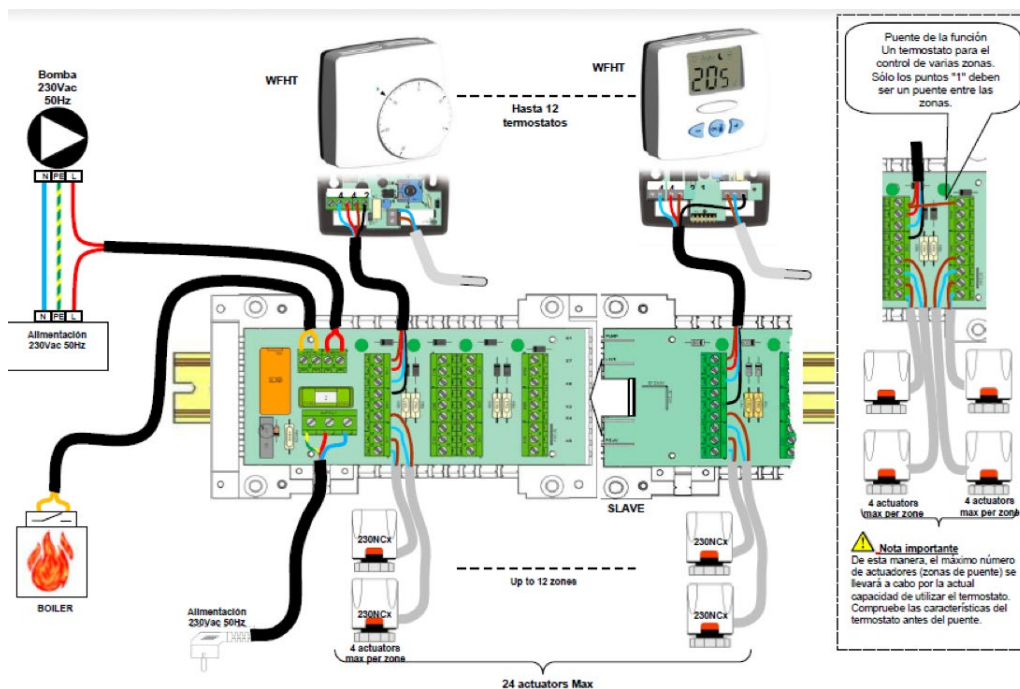 Bomba
230Vac
50Hz
N PE L
N PE L
Alimentación
230Vac 50Hz
BOILER
Alimentación
230Vac 50Hz
WFHT
Hasta 12
termostatos
WFHT
20.5
4 4 2
SLAVE
230NCx
230NCx
4 actuators
max per zone
Up to 12 zones
230NCx
230NCx
24 actuators Max
Puente de la función
Un termostato para el
control de varias zonas.
Sólo los puntos "1" deben
ser un puente entre las
zonas.
4 actuators
max per zone
4 actuators
max per zone
Nota importante
De esta manera, el máximo número
de actuadores (zonas de puente) se
llevará a cabo por la actual
capacidad de utilizar el termostato.
Compruebe las características del
termostato antes del puente.